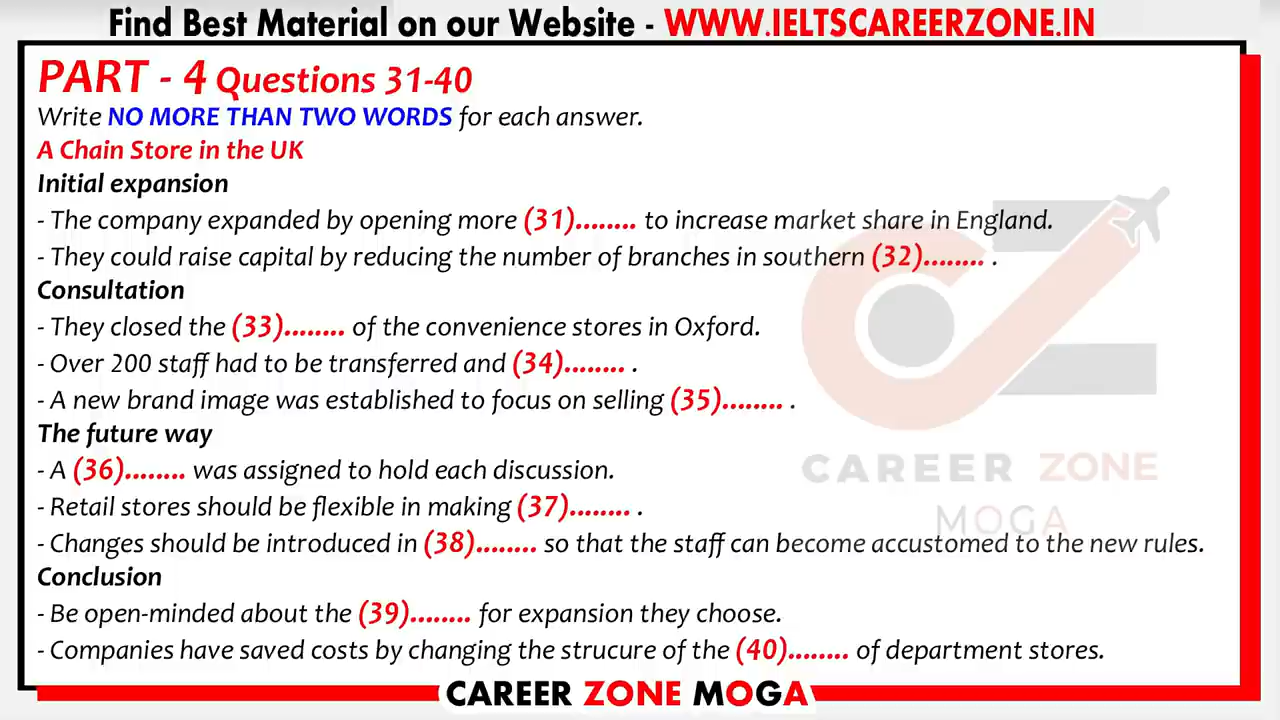 Find Best Material on our Website - WWW.IELTSCAREERZONE.IN
PART - 4 Questions 31-40
Write NO MORE THAN TWO WORDS for each answer.
A Chain Store in the UK
Initial expansion
- The company expanded by opening more (31)........ to increase market share in England.
- They could raise capital by reducing the number of branches in southern (32)........ .
Consultation
- They closed the (33)........ of the convenience stores in Oxford.
- Over 200 staff had to be transferred and (34)........ .
- A new brand image was established to focus on selling (35)........ .
The future way
- A (36)........ was assigned to hold each discussion.
- Retail stores should be flexible in making (37)........ .
- Changes should be introduced in (38)........ so that the staff can become accustomed to the new rules.
Conclusion
- Be open-minded about the (39)........ for expansion they choose.
- Companies have saved costs by changing the strucure of the (40)........ of department stores.
CAREER ZONE
MOGA
CAREER ZONE MOGA